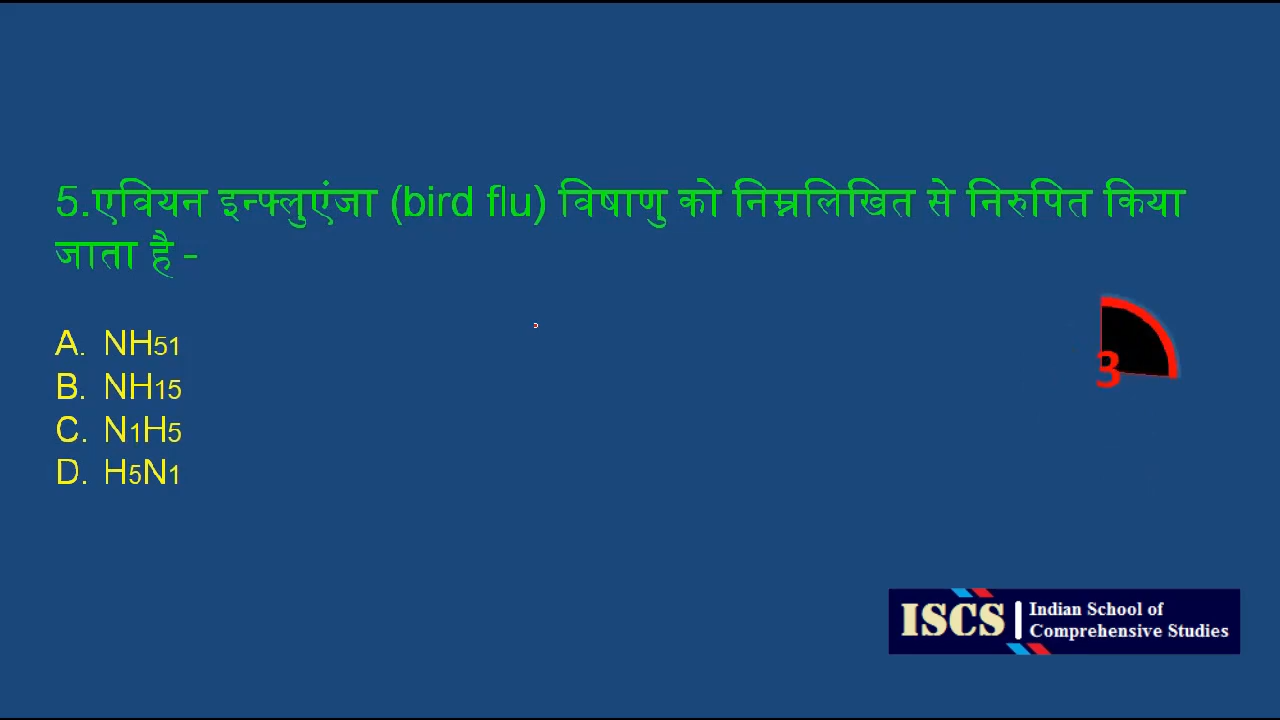 5.एवियन इन्फ्लुएंजा (bird flu) विषाणु को निम्नलिखित से निरुपित किया
जाता है -
A. NH51
B. NH15
C. N1H5
D. H5N1
3
ISCS
Indian School of
Comprehensive Studies